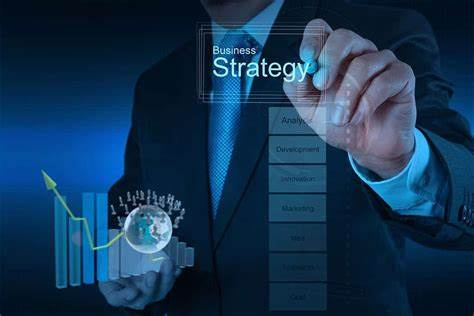 Business
Strategy
Analysis
Development
Innovation
Marketing